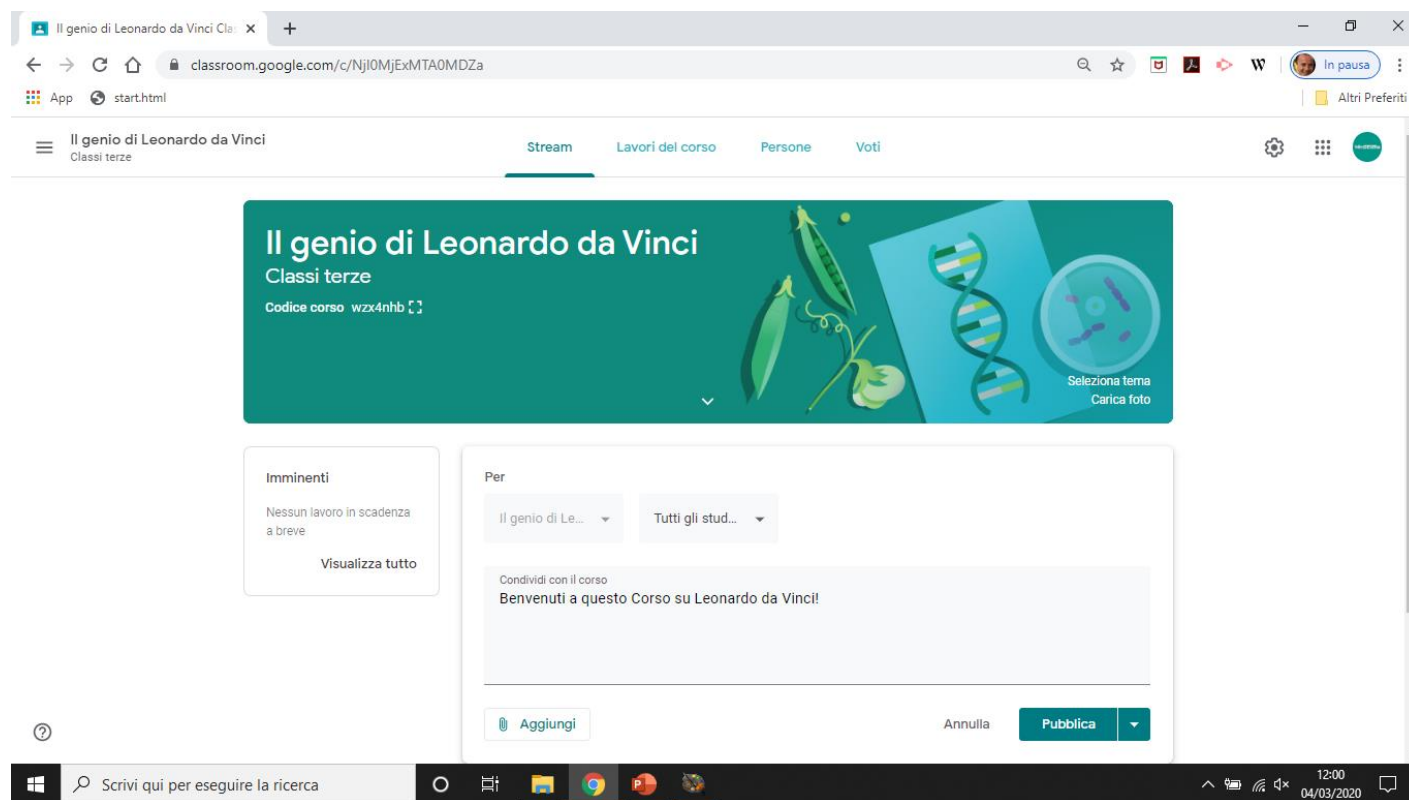 Il genio di Leonardo da Vinci Cla
classroom.google.com/c/NjI0MjExMTA0MDZa
In pausa
App start.html
Altri Preferiti
Il genio di Leonardo da Vinci
Classi terze
Stream Lavori del corso Persone Voti
Il genio di Leonardo da Vinci
Classi terze
Codice corso wzx4nhb
Seleziona tema
Carica foto
Imminenti
Nessun lavoro in scadenza
a breve
Visualizza tutto
Per
Il genio di Le... Tutti gli stud...
Condividi con il corso
Benvenuti a questo Corso su Leonardo da Vinci!
Aggiungi
Annulla
Pubblica
Scrivi qui per eseguire la ricerca
12:00
04/03/2020